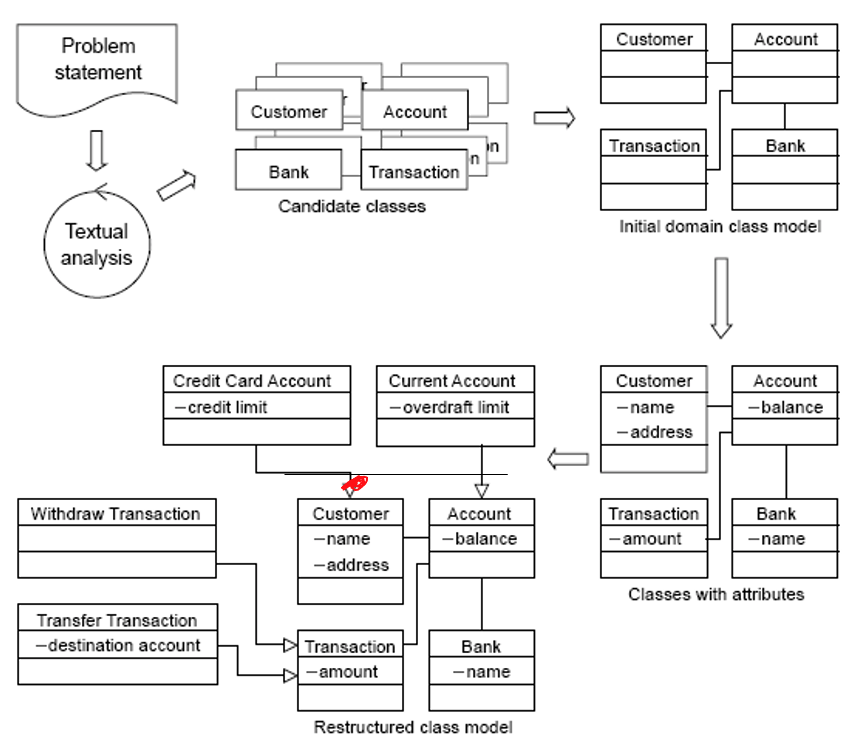 Problem
statement
Textual
analysis
Customer
Account
Bank
Transaction
Candidate classes
Customer
Account
Transaction
Bank
Initial domain class model
Customer
–name
–address
Account
–balance
Transaction
–amount
Bank
–name
Classes with attributes
Credit Card Account
–credit limit
Current Account
–overdraft limit
Withdraw Transaction
Transfer Transaction
–destination account
Customer
–name
–address
Account
–balance
Transaction
–amount
Bank
–name
Restructured class model